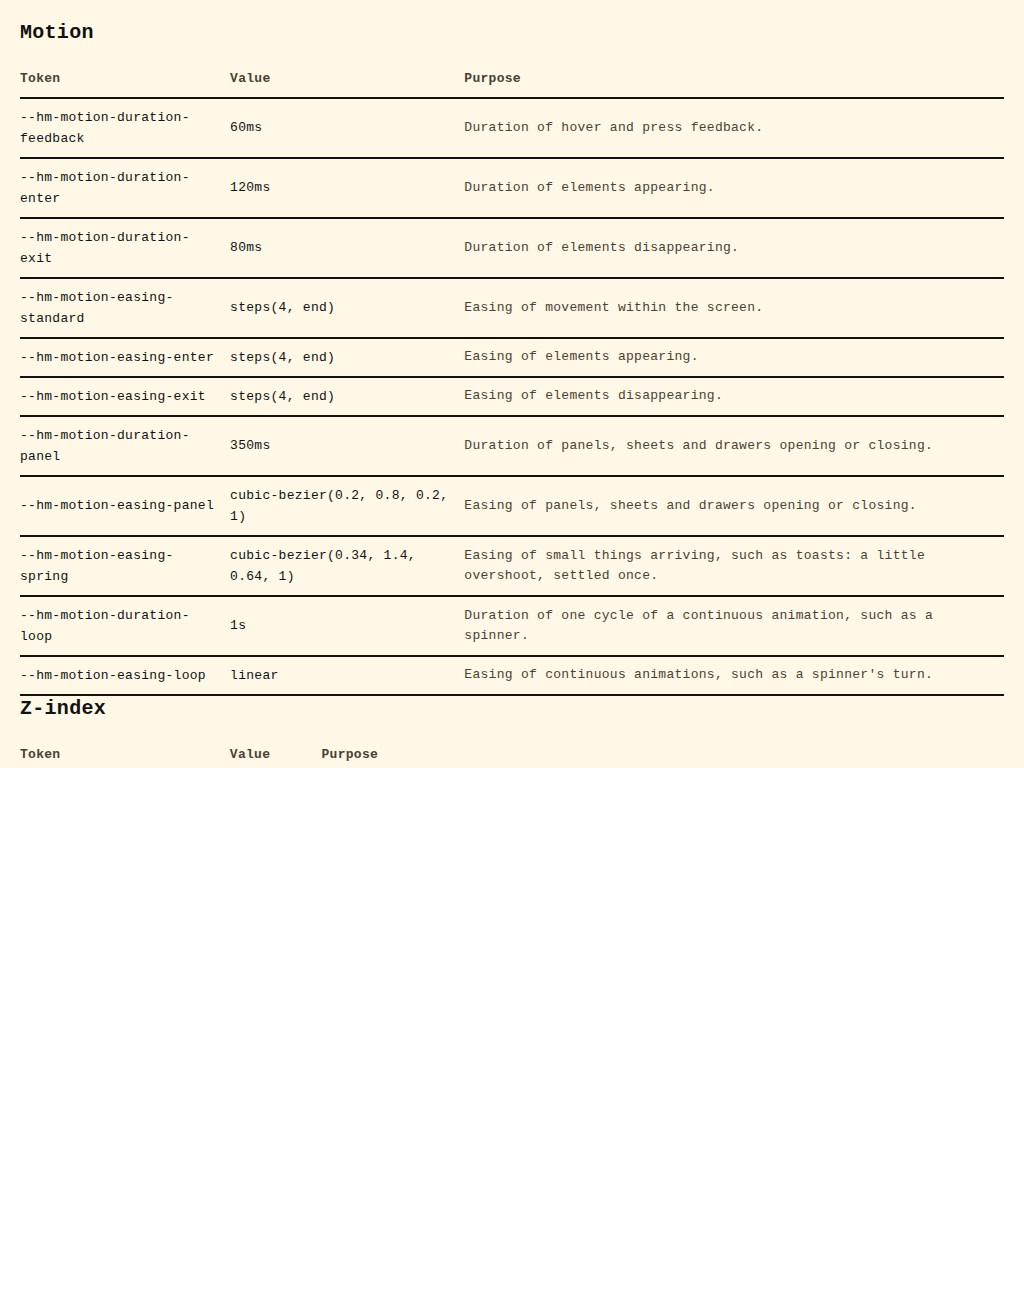 Motion
Token Value Purpose
--hm-motion-duration-
feedback 60ms Duration of hover and press feedback.
--hm-motion-duration-
enter 120ms Duration of elements appearing.
--hm-motion-duration-
exit 80ms Duration of elements disappearing.
--hm-motion-easing-
standard steps(4, end) Easing of movement within the screen.
--hm-motion-easing-enter steps(4, end) Easing of elements appearing.
--hm-motion-easing-exit steps(4, end) Easing of elements disappearing.
--hm-motion-duration-
panel 350ms Duration of panels, sheets and drawers opening or closing.
--hm-motion-easing-panel cubic-bezier(0.2, 0.8, 0.2,
1) Easing of panels, sheets and drawers opening or closing.
--hm-motion-easing-
spring cubic-bezier(0.34, 1.4,
0.64, 1) Easing of small things arriving, such as toasts: a little
overshoot, settled once.
--hm-motion-duration-
loop 1s Duration of one cycle of a continuous animation, such as a
spinner.
--hm-motion-easing-loop linear Easing of continuous animations, such as a spinner's turn.
Z-index
Token Value Purpose